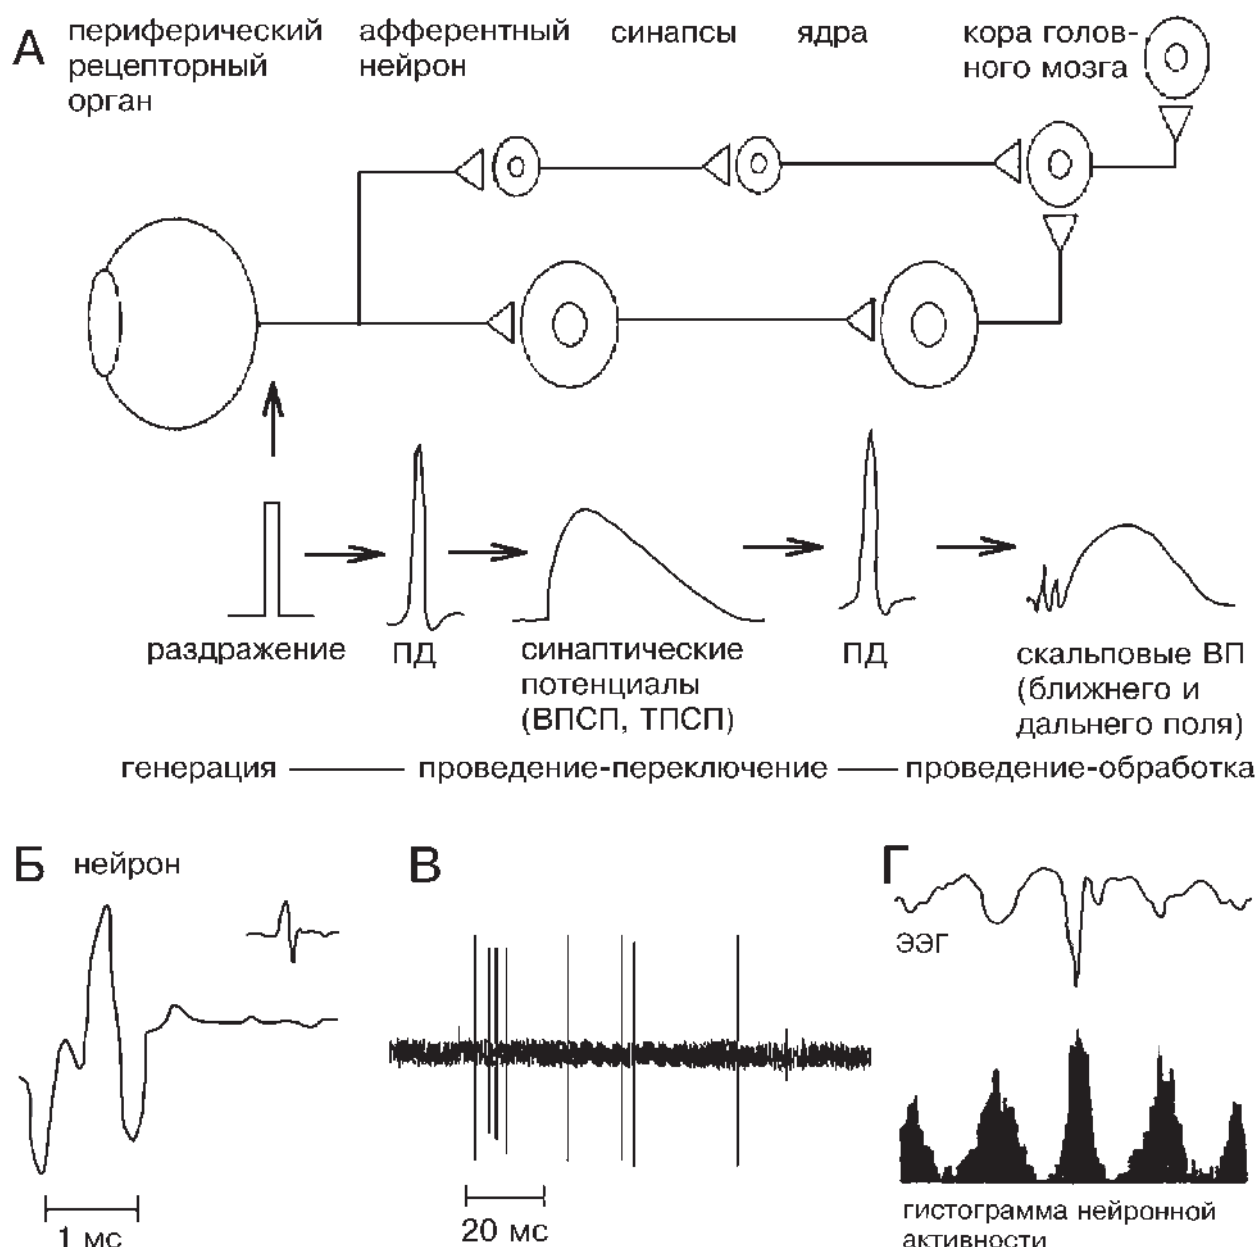 А
периферический
рецепторный
орган
афферентный
нейрон
синапсы
ядра
кора голов-
ного мозга
раздражение
ПД
синаптические
потенциалы
(ВПСП, ТПСП)
ПД
скальповые ВП
(ближнего и
дальнего поля)
генерация — проведение-переключение — проведение-обработка
Б
нейрон
1 мс
В
20 мс
Г
ЭЭГ
гистограмма нейронной
активности